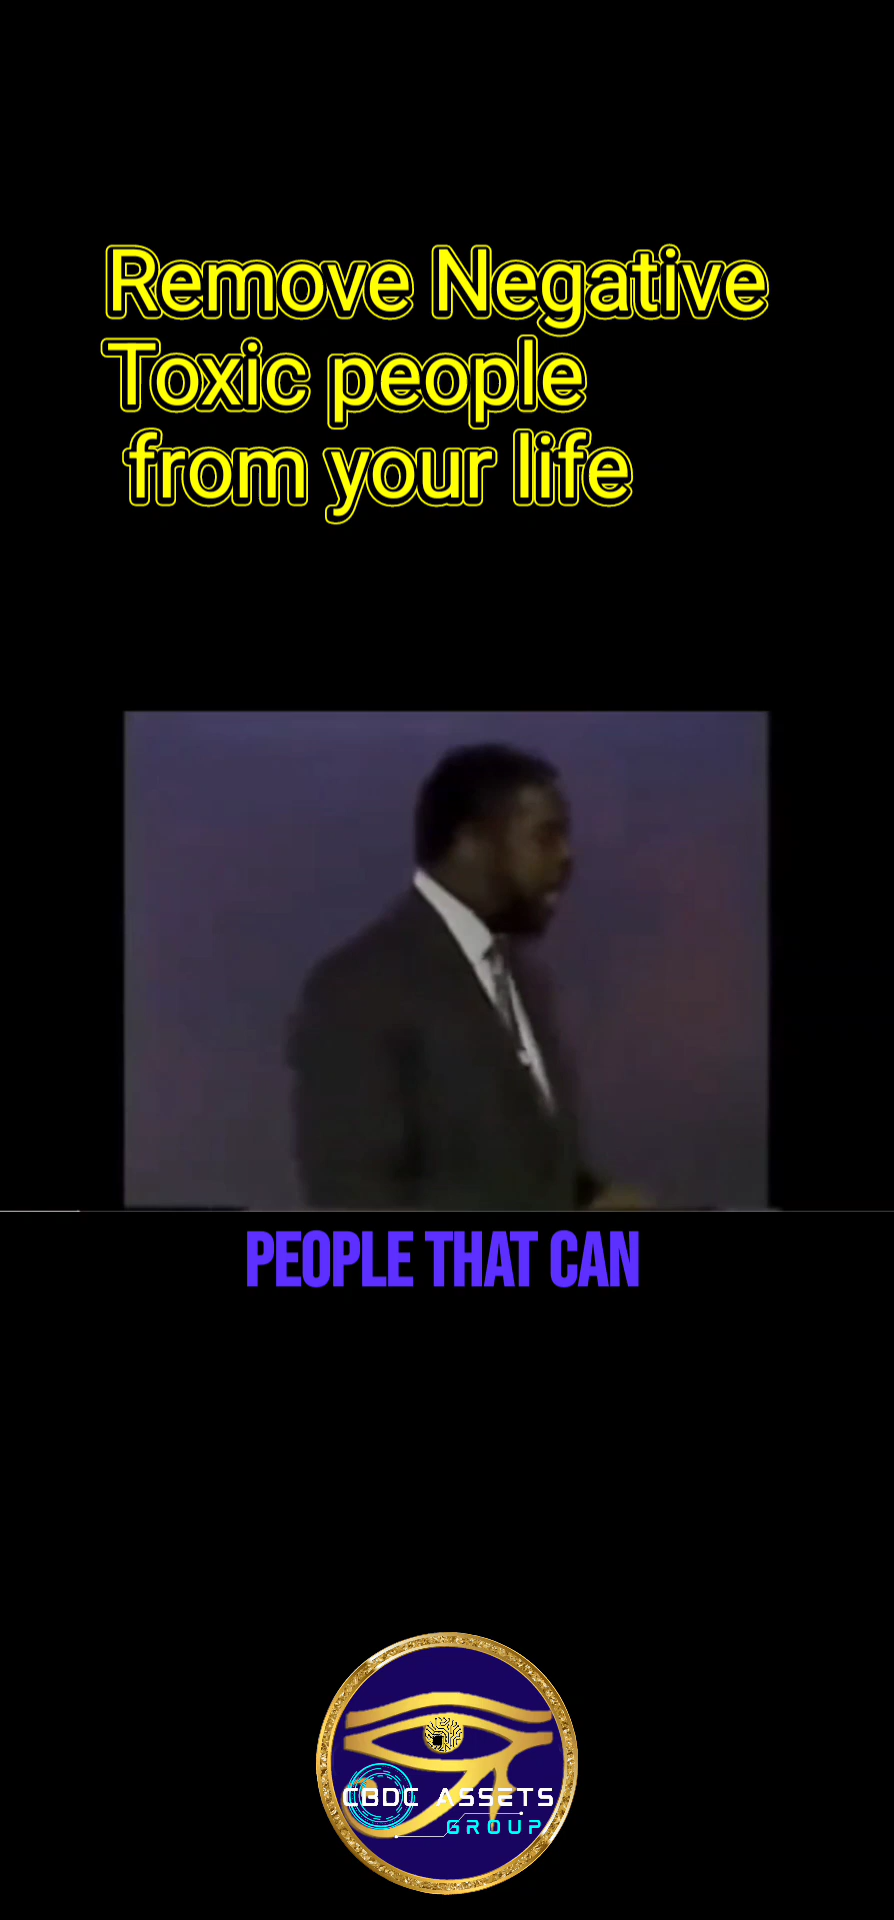 Remove Negative
Toxic people
from your life
PEOPLE THAT CAN
CBDC ASSETS
GROUP